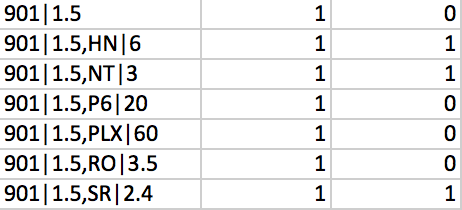 901|1.5 1 0
901|1.5,HN|6 1 1
901|1.5,NT|3 1 1
901|1.5,P6|20 1 0
901|1.5,PLX|60 1 0
901|1.5,RO|3.5 1 0
901|1.5,SR|2.4 1 1